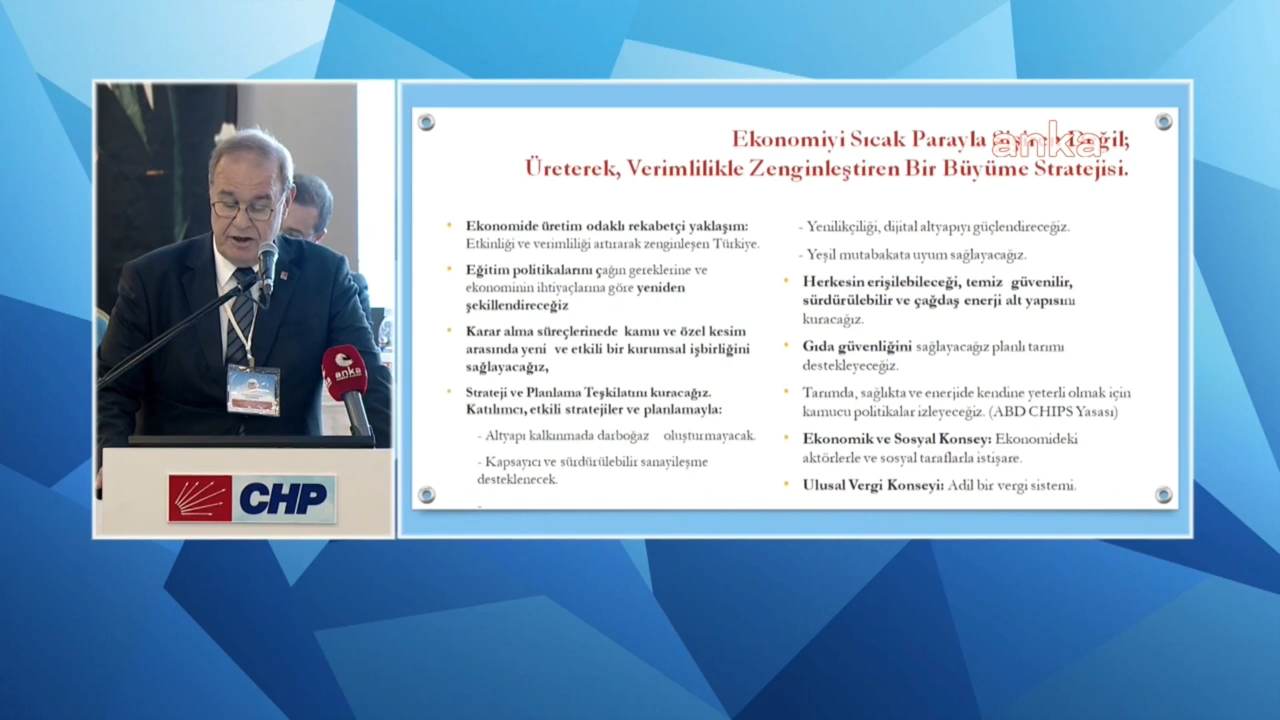 anka
Ekonomiyi Sıcak Parayla
Üreterek, Verimlilikle Zenginleştiren Bir Büyüme Stratejisi.
• Ekonomide üretim odaklı rekabetçi yaklaşım:
Etkinliği ve verimliliği artırarak zenginleşen Türkiye.
• Eğitim politikalarını çağın gereklerine ve
ekonominin ihtiyaçlarına göre yeniden
şekillendireceğiz
• Karar alma süreçlerinede kamu ve özel kesim
arasında yeni ve etkili bir kurumsal işbirliğini
sağlayacağız,
• Strateji ve Planlama Teşkilatını kuracağız.
Katılımcı, etkili stratejiler ve planlamayla:
- Altyapı kalkınmada darboğaz oluşturmayacak.
- Kapsayıcı ve sürdürülebilir sanayileşme
desteklenecek.
-
- Yenilikçiliği, dijital altyapıyı güçlendireceğiz.
- Yeşil mutabakata uyum sağlayacağız.
• Herkesin erişilebileceği, temiz güvenilir,
sürdürülebilir ve çağdaş enerji alt yapısını
kuracağız.
• Gıda güvenliğini sağlayacağız planlı tarımı
destekleyeceğiz.
• Tarımda, sağlıkta ve enerjide kendine yeterli olmak için
kamucu politikalar izleyeceğiz. (ABD CHIPS Yasası)
• Ekonomik ve Sosyal Konsey: Ekonomideki
aktörlerle ve sosyal taraflarla istişare.
• Ulusal Vergi Konseyi: Adil bir vergi sistemi.
anka
CHP